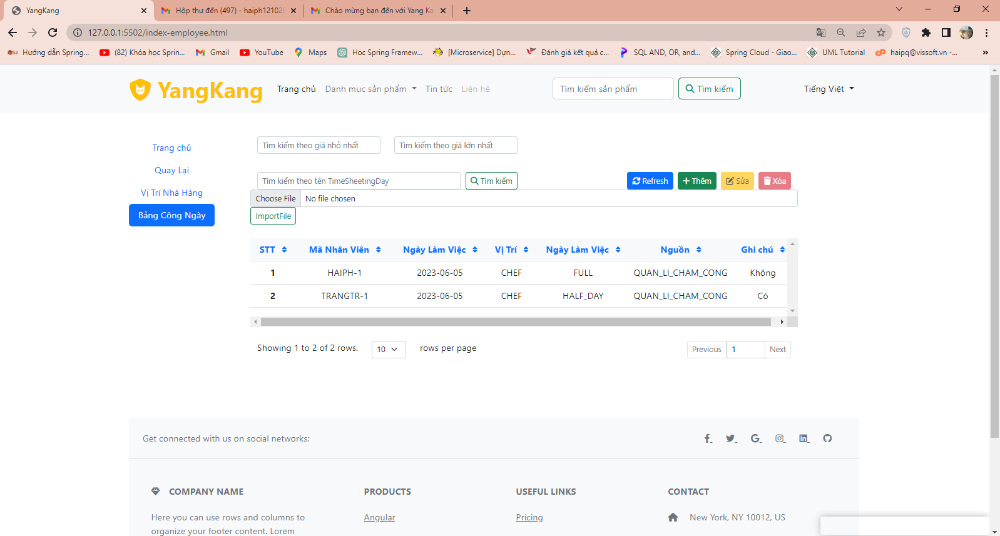 YangKang
Hộp thư đến (497) - haiph12102
Chào mừng bạn đến với Yang Ka
127.0.0.1:5502/index-employee.html
Hướng dẫn Spring...
(82) Khóa học Sprin...
Gmail
YouTube
Maps
Hoc Spring Framew...
[Microservice] Dựn...
Đánh giá kết quả c...
SQL AND, OR, and...
Spring Cloud - Giao...
UML Tutorial
haipq@vissoft.vn -...
»
YangKang
Trang chủ
Danh mục sản phẩm
Tin tức
Liên hệ
Tìm kiếm sản phẩm
Tìm kiếm
Tiếng Việt
Trang chủ
Quay Lại
Vị Trí Nhà Hàng
Bảng Công Ngày
Tìm kiếm theo giá nhỏ nhất
Tìm kiếm theo giá lớn nhất
Tìm kiếm theo tên TimeSheetingDay
Tìm kiếm
Refresh
Thêm
Sửa
Xóa
Choose File
No file chosen
ImportFile
STT Mã Nhân Viên Ngày Làm Việc Vị Trí Ngày Làm Việc Nguồn Ghi chú
1 HAIPH-1 2023-06-05 CHEF FULL QUAN_LI_CHAM_CONG Không
2 TRANGTR-1 2023-06-05 CHEF HALF_DAY QUAN_LI_CHAM_CONG Có
Showing 1 to 2 of 2 rows.
10
rows per page
Previous
1
Next
Get connected with us on social networks:
COMPANY NAME
Here you can use rows and columns to
organize your footer content. Lorem
PRODUCTS
Angular
USEFUL LINKS
Pricing
CONTACT
New York, NY 10012, US